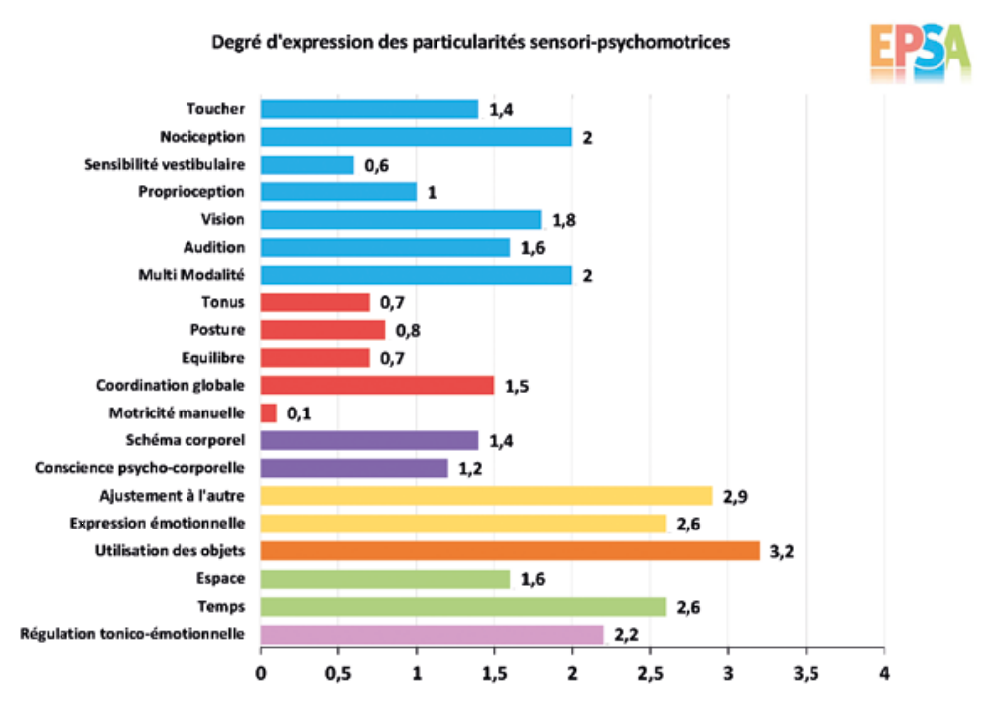 Degré d'expression des particularités sensori-psychomotrices
EPSA
Toucher 1,4
Nociception 2
Sensibilité vestibulaire 0,6
Proprioception 1
Vision 1,8
Audition 1,6
Multi Modalité 2
Tonus 0,7
Posture 0,8
Equilibre 0,7
Coordination globale 1,5
Motricité manuelle 0,1
Schéma corporel 1,4
Conscience psycho-corporelle 1,2
Ajustement à l'autre 2,9
Expression émotionnelle 2,6
Utilisation des objets 3,2
Espace 1,6
Temps 2,6
Régulation tonico-émotionnelle 2,2
0 0,5 1 1,5 2 2,5 3 3,5 4